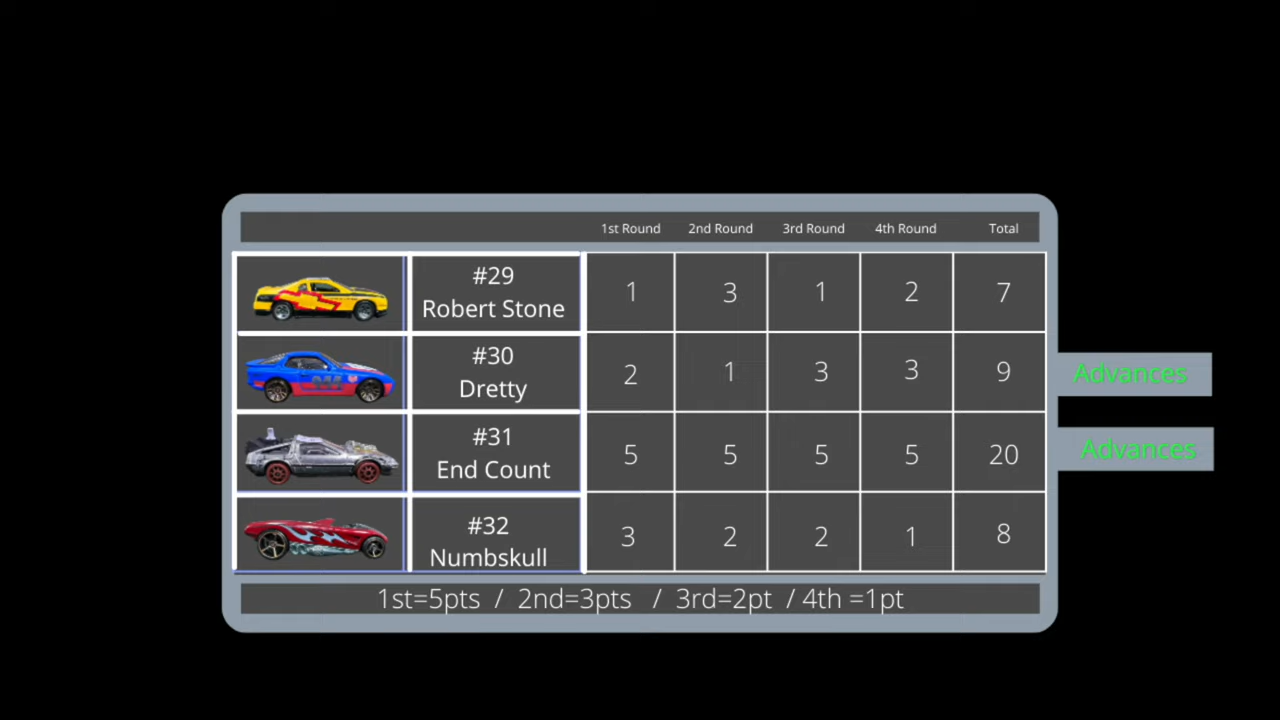 1st Round 2nd Round 3rd Round 4th Round Total
#29
Robert Stone
1 3 1 2 7
#30
Dretty
2 1 3 3 9
Advances
#31
End Count
5 5 5 5 20
Advances
#32
Numbskull
3 2 2 1 8
1st=5pts / 2nd=3pts / 3rd=2pt / 4th =1pt